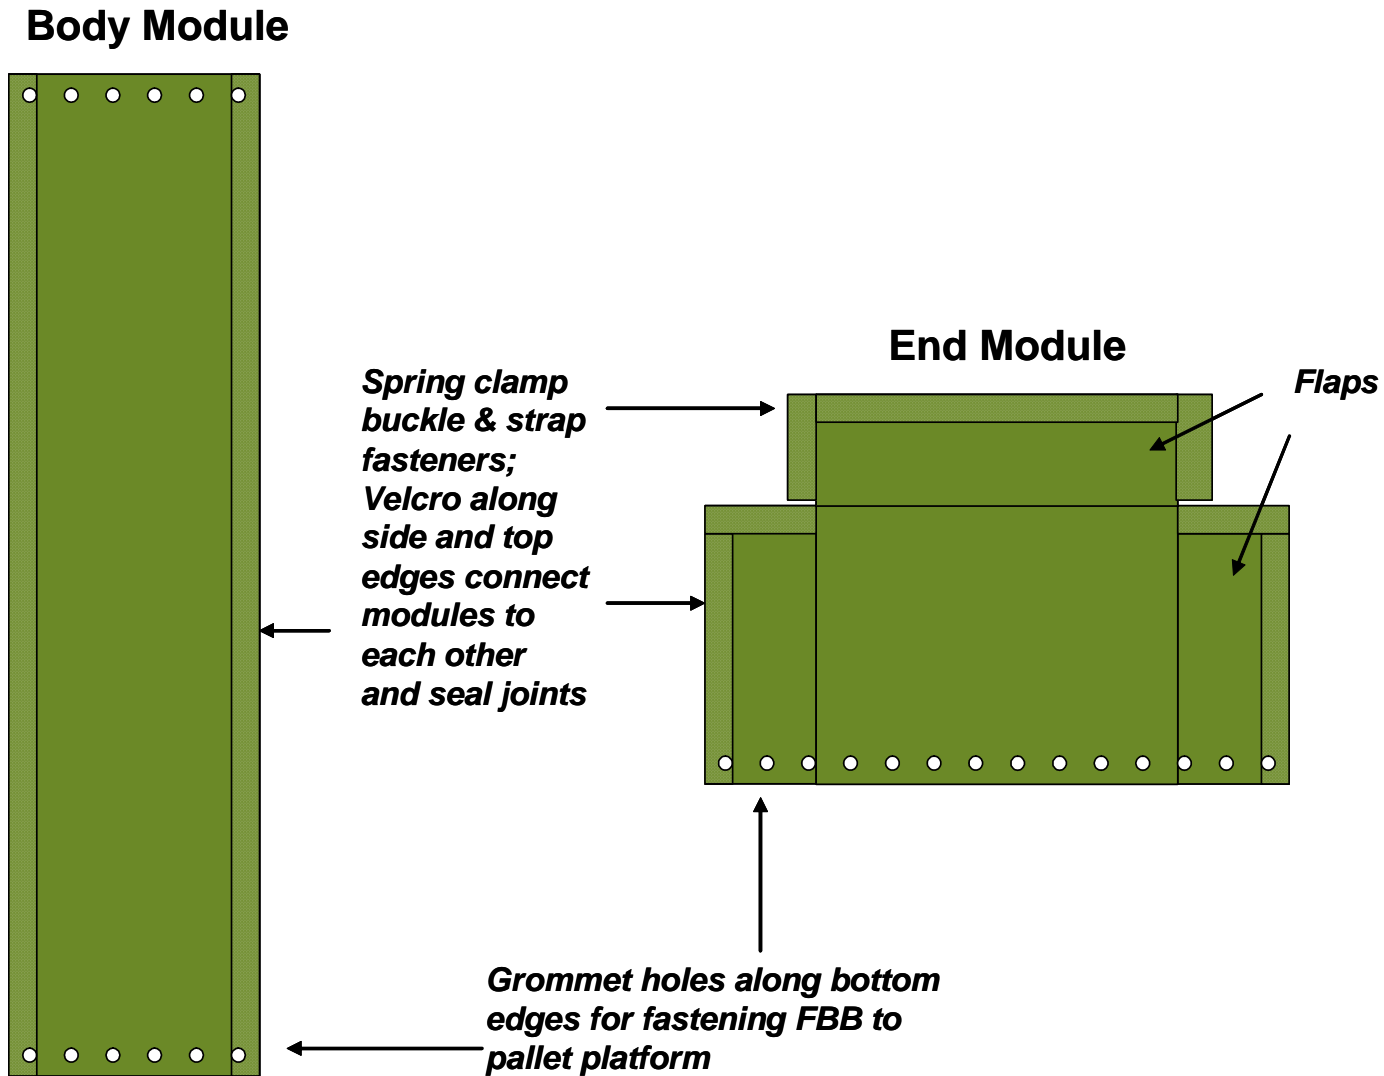 Body Module
End Module
Spring clamp
buckle & strap
fasteners;
Velcro along
side and top
edges connect
modules to
each other
and seal joints
Flaps
Grommet holes along bottom
edges for fastening FBB to
pallet platform